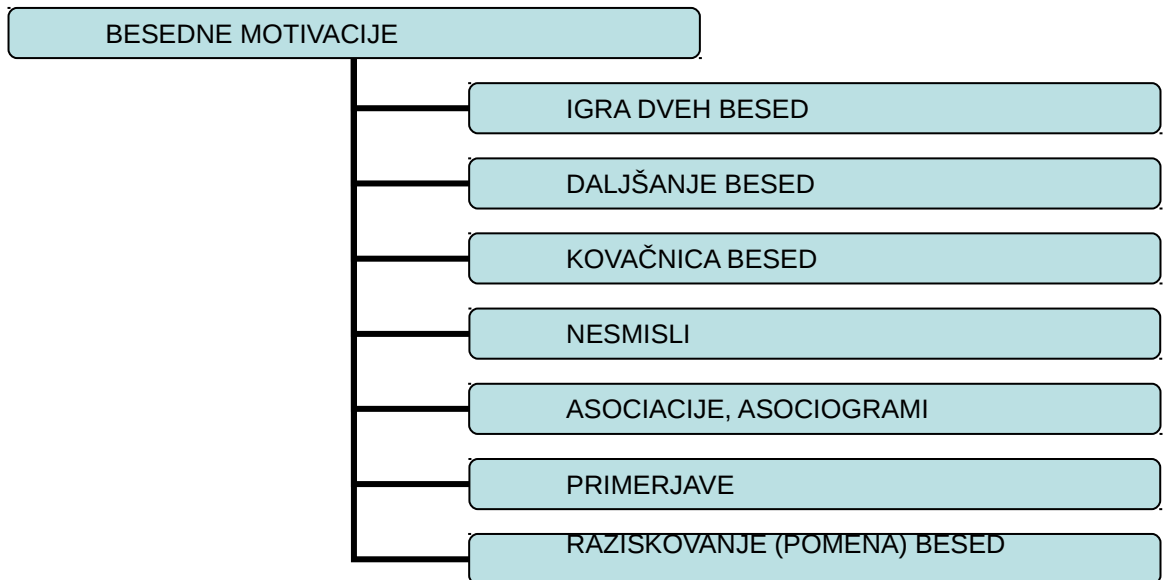 BESEDNE MOTIVACIJE
IGRA DVEH BESED
DALJŠANJE BESED
KOVAČNICA BESED
NESMISLI
ASOCIACIJE, ASOCIOGRAMI
PRIMERJAVE
RAZISKOVANJE (POMENA) BESED